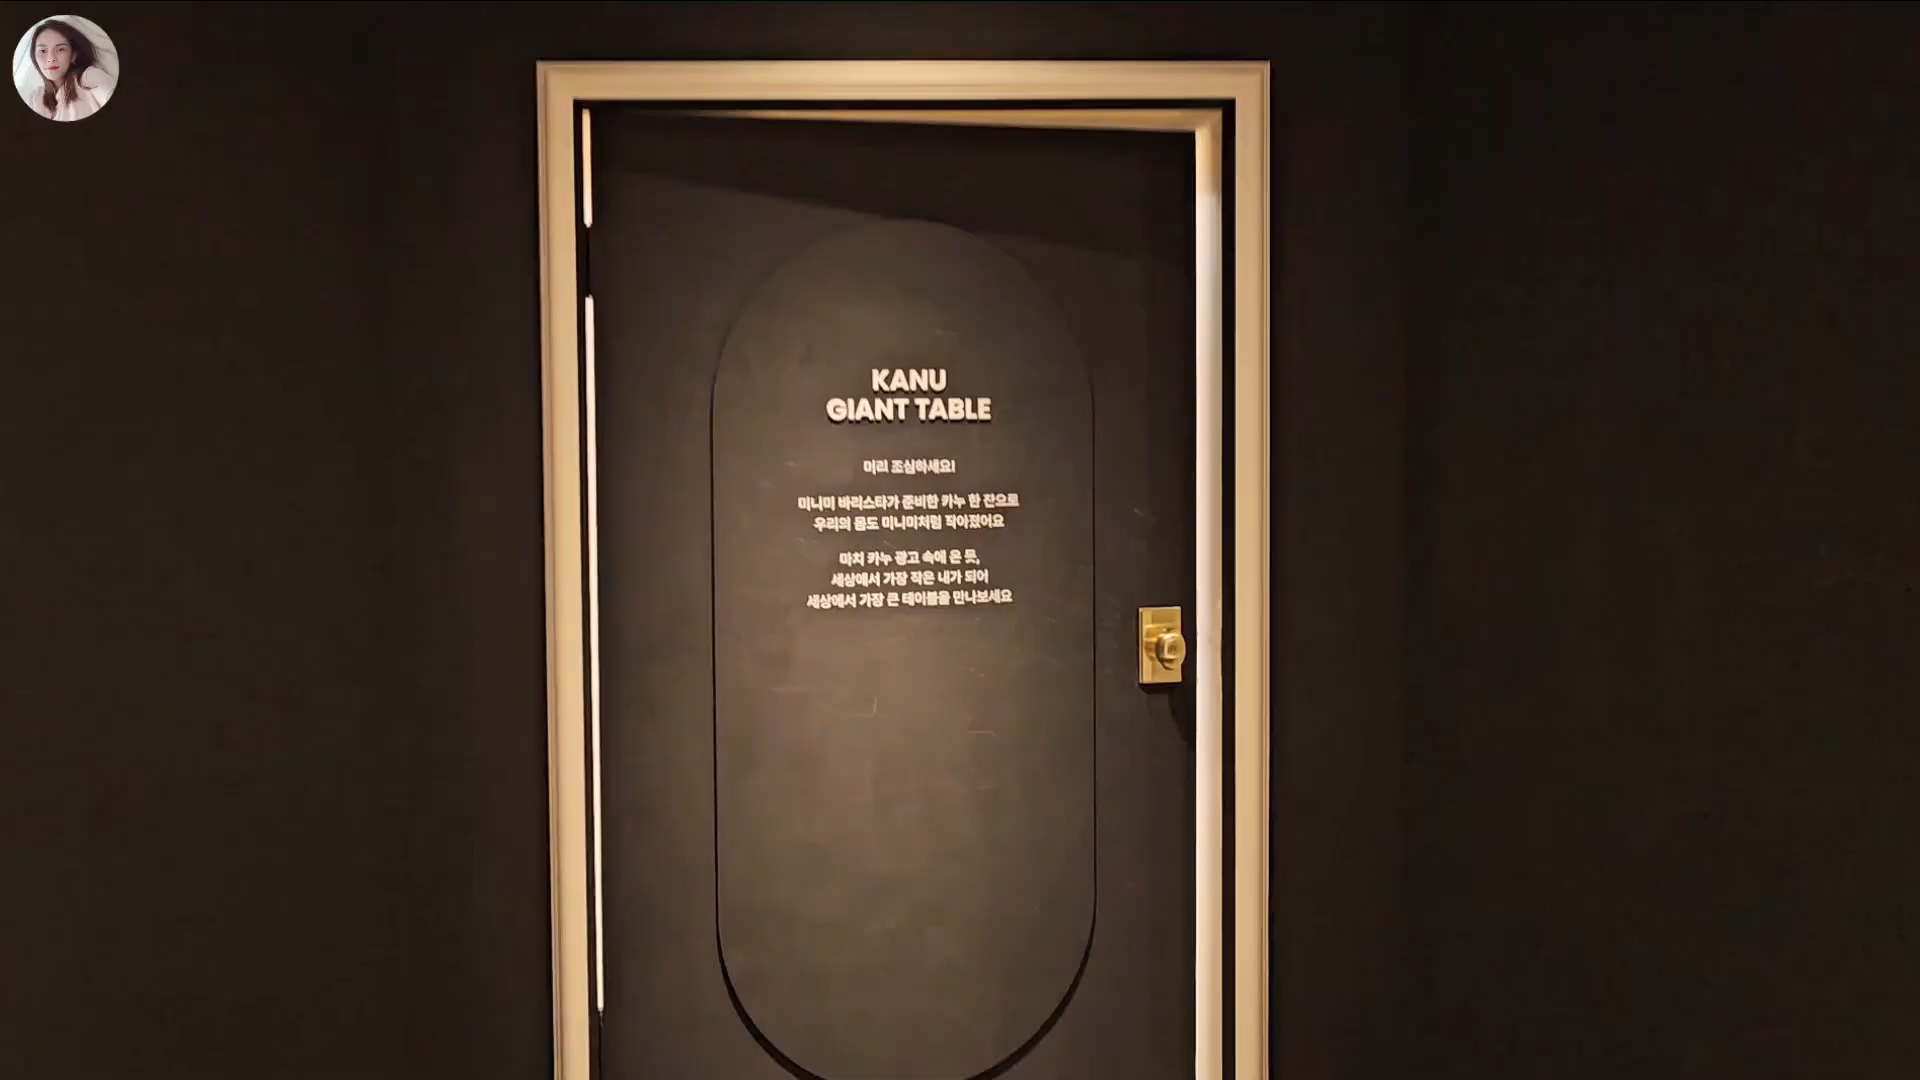 KANU
GIANT TABLE
머리 조심하세요!
미니미 바리스타가 준비한 카누 한 잔으로
우리의 몸도 미니미처럼 작아졌어요
마치 카누 광고 속에 온 듯,
세상에서 가장 작은 내가 되어
세상에서 가장 큰 테이블을 만나보세요